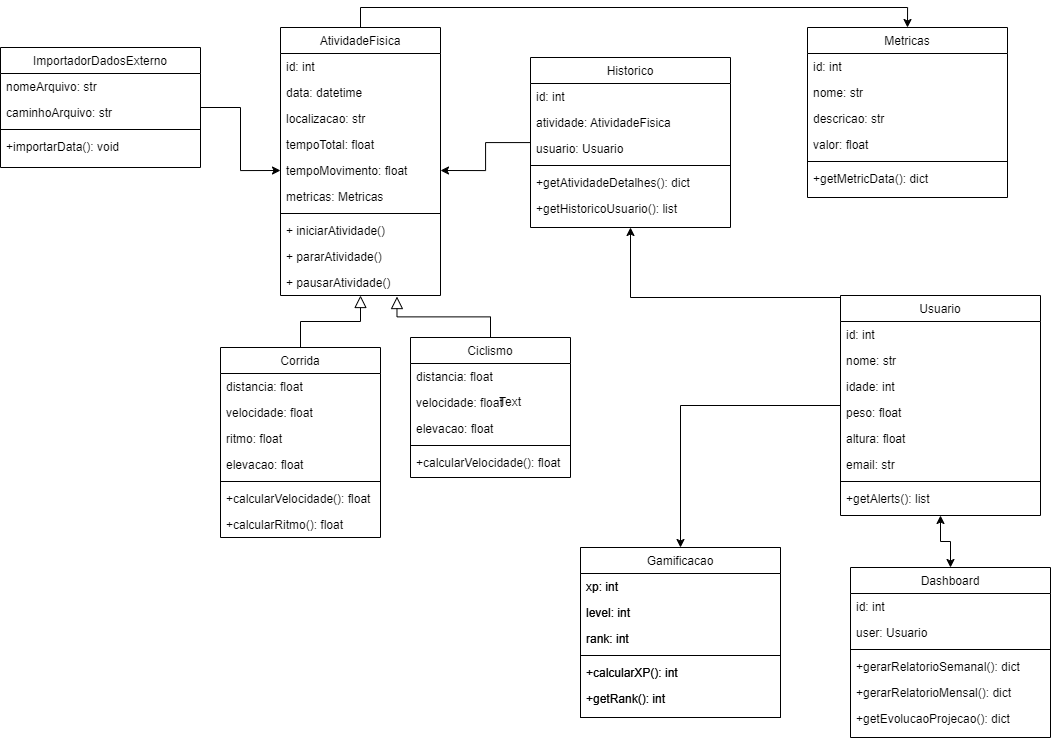 ImportadorDadosExterno
nomeArquivo: str
caminhoArquivo: str
+importarData(): void
AtividadeFisica
id: int
data: datetime
localizacao: str
tempoTotal: float
tempoMovimento: float
metricas: Metricas
+ iniciarAtividade()
+ pararAtividade()
+ pausarAtividade()
Historico
id: int
atividade: AtividadeFisica
usuario: Usuario
+getAtividadeDetalhes(): dict
+getHistoricoUsuario(): list
Metricas
id: int
nome: str
descricao: str
valor: float
+getMetricData(): dict
Corrida
distancia: float
velocidade: float
ritmo: float
elevacao: float
+calcularVelocidade(): float
+calcularRitmo(): float
Ciclismo
distancia: float
velocidade: float
Text
elevacao: float
+calcularVelocidade(): float
Usuario
id: int
nome: str
idade: int
peso: float
altura: float
email: str
+getAlerts(): list
Gamificacao
xp: int
level: int
rank: int
+calcularXP(): int
+getRank(): int
Dashboard
id: int
user: Usuario
+gerarRelatorioSemanal(): dict
+gerarRelatorioMensal(): dict
+getEvolucaoProjecao(): dict